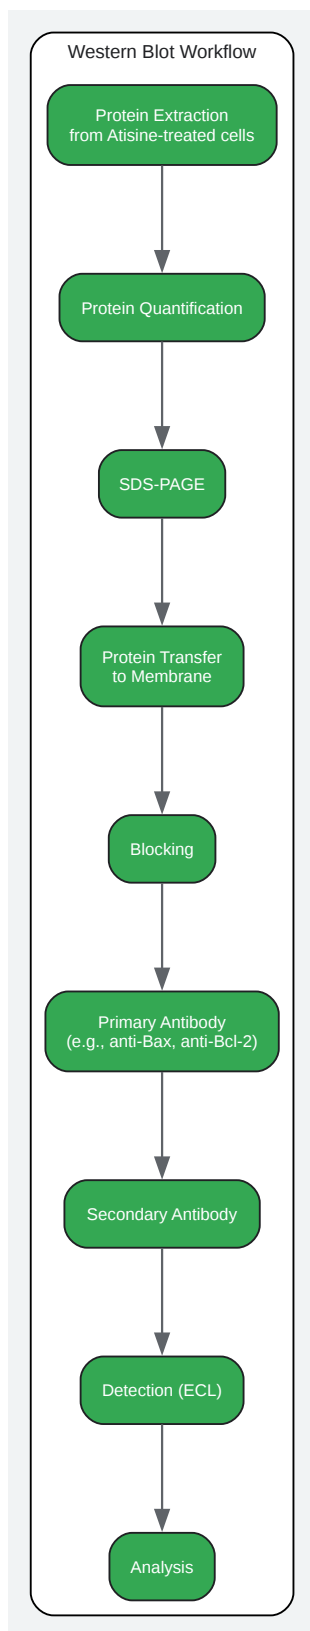 Western Blot Workflow
Protein Extraction
from Atisine-treated cells
Protein Quantification
SDS-PAGE
Protein Transfer
to Membrane
Blocking
Primary Antibody
(e.g., anti-Bax, anti-Bcl-2)
Secondary Antibody
Detection (ECL)
Analysis